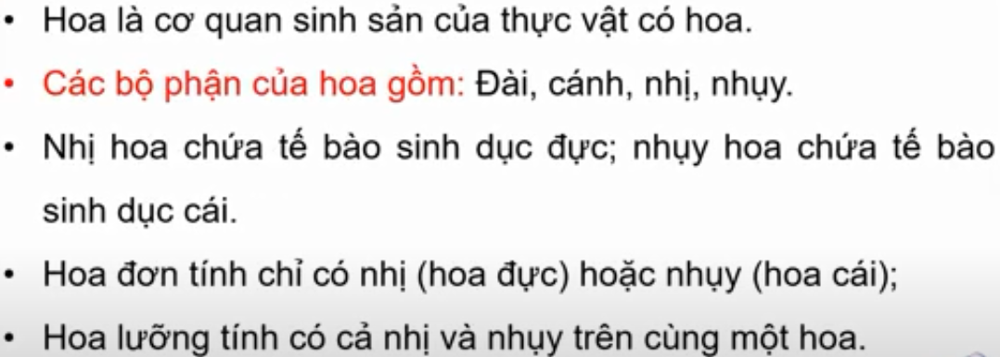 • Hoa là cơ quan sinh sản của thực vật có hoa.
• Các bộ phận của hoa gồm: Đài, cánh, nhị, nhụy.
• Nhị hoa chứa tế bào sinh dục đực; nhụy hoa chứa tế bào
sinh dục cái.
• Hoa đơn tính chỉ có nhị (hoa đực) hoặc nhụy (hoa cái);
• Hoa lưỡng tính có cả nhị và nhụy trên cùng một hoa.